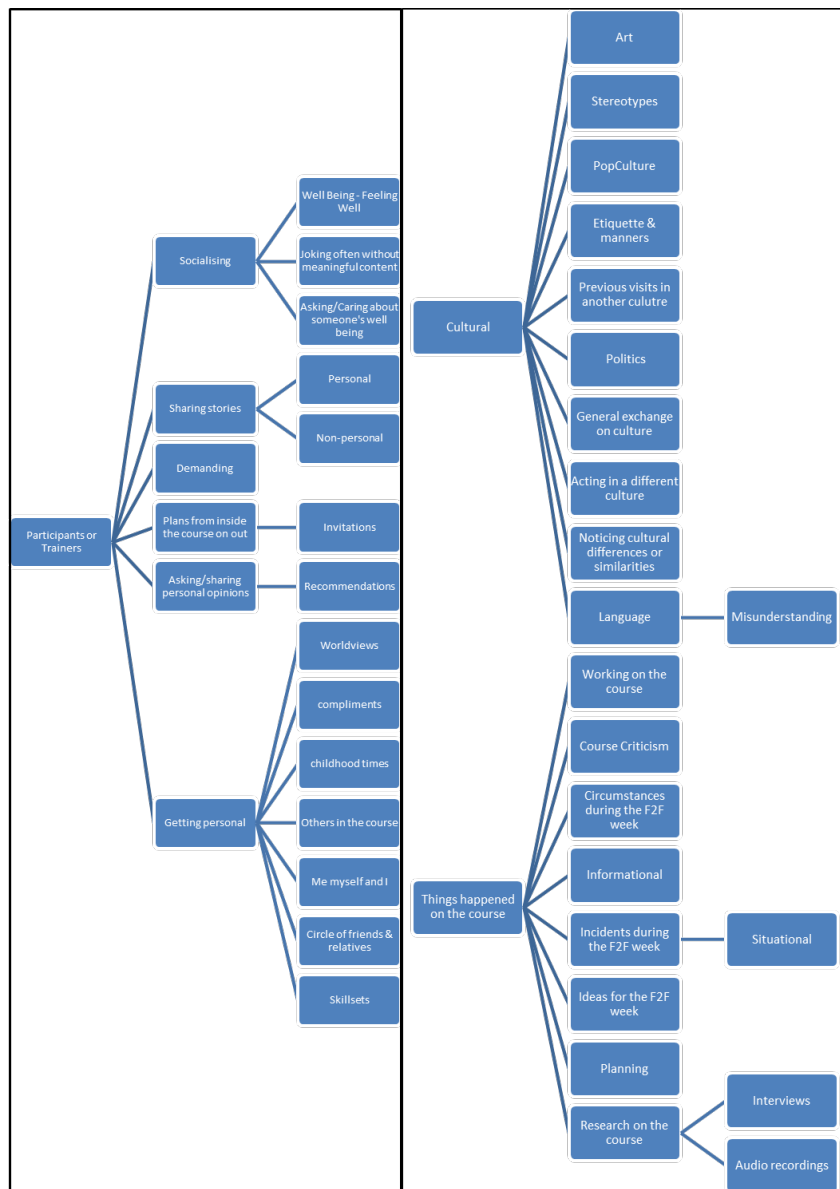 Participants or
Trainers
Socialising
Well Being - Feeling
Well
Joking often without
meaningful content
Asking/Caring about
someone's well
being
Sharing stories
Personal
Non-personal
Demanding
Plans from inside
the course on out
Invitations
Asking/sharing
personal opinions
Recommendations
Getting personal
Worldviews
compliments
childhood times
Others in the course
Me myself and I
Circle of friends &
relatives
Skillsets
Cultural
Art
Stereotypes
PopCulture
Etiquette &
manners
Previous visits in
another culutre
Politics
General exchange
on culture
Acting in a different
culture
Noticing cultural
differences or
similarities
Language
Misunderstanding
Things happened
on the course
Working on the
course
Course Criticism
Circumstances
during the F2F
week
Informational
Incidents during
the F2F week
Situational
Ideas for the F2F
week
Planning
Research on the
course
Interviews
Audio recordings